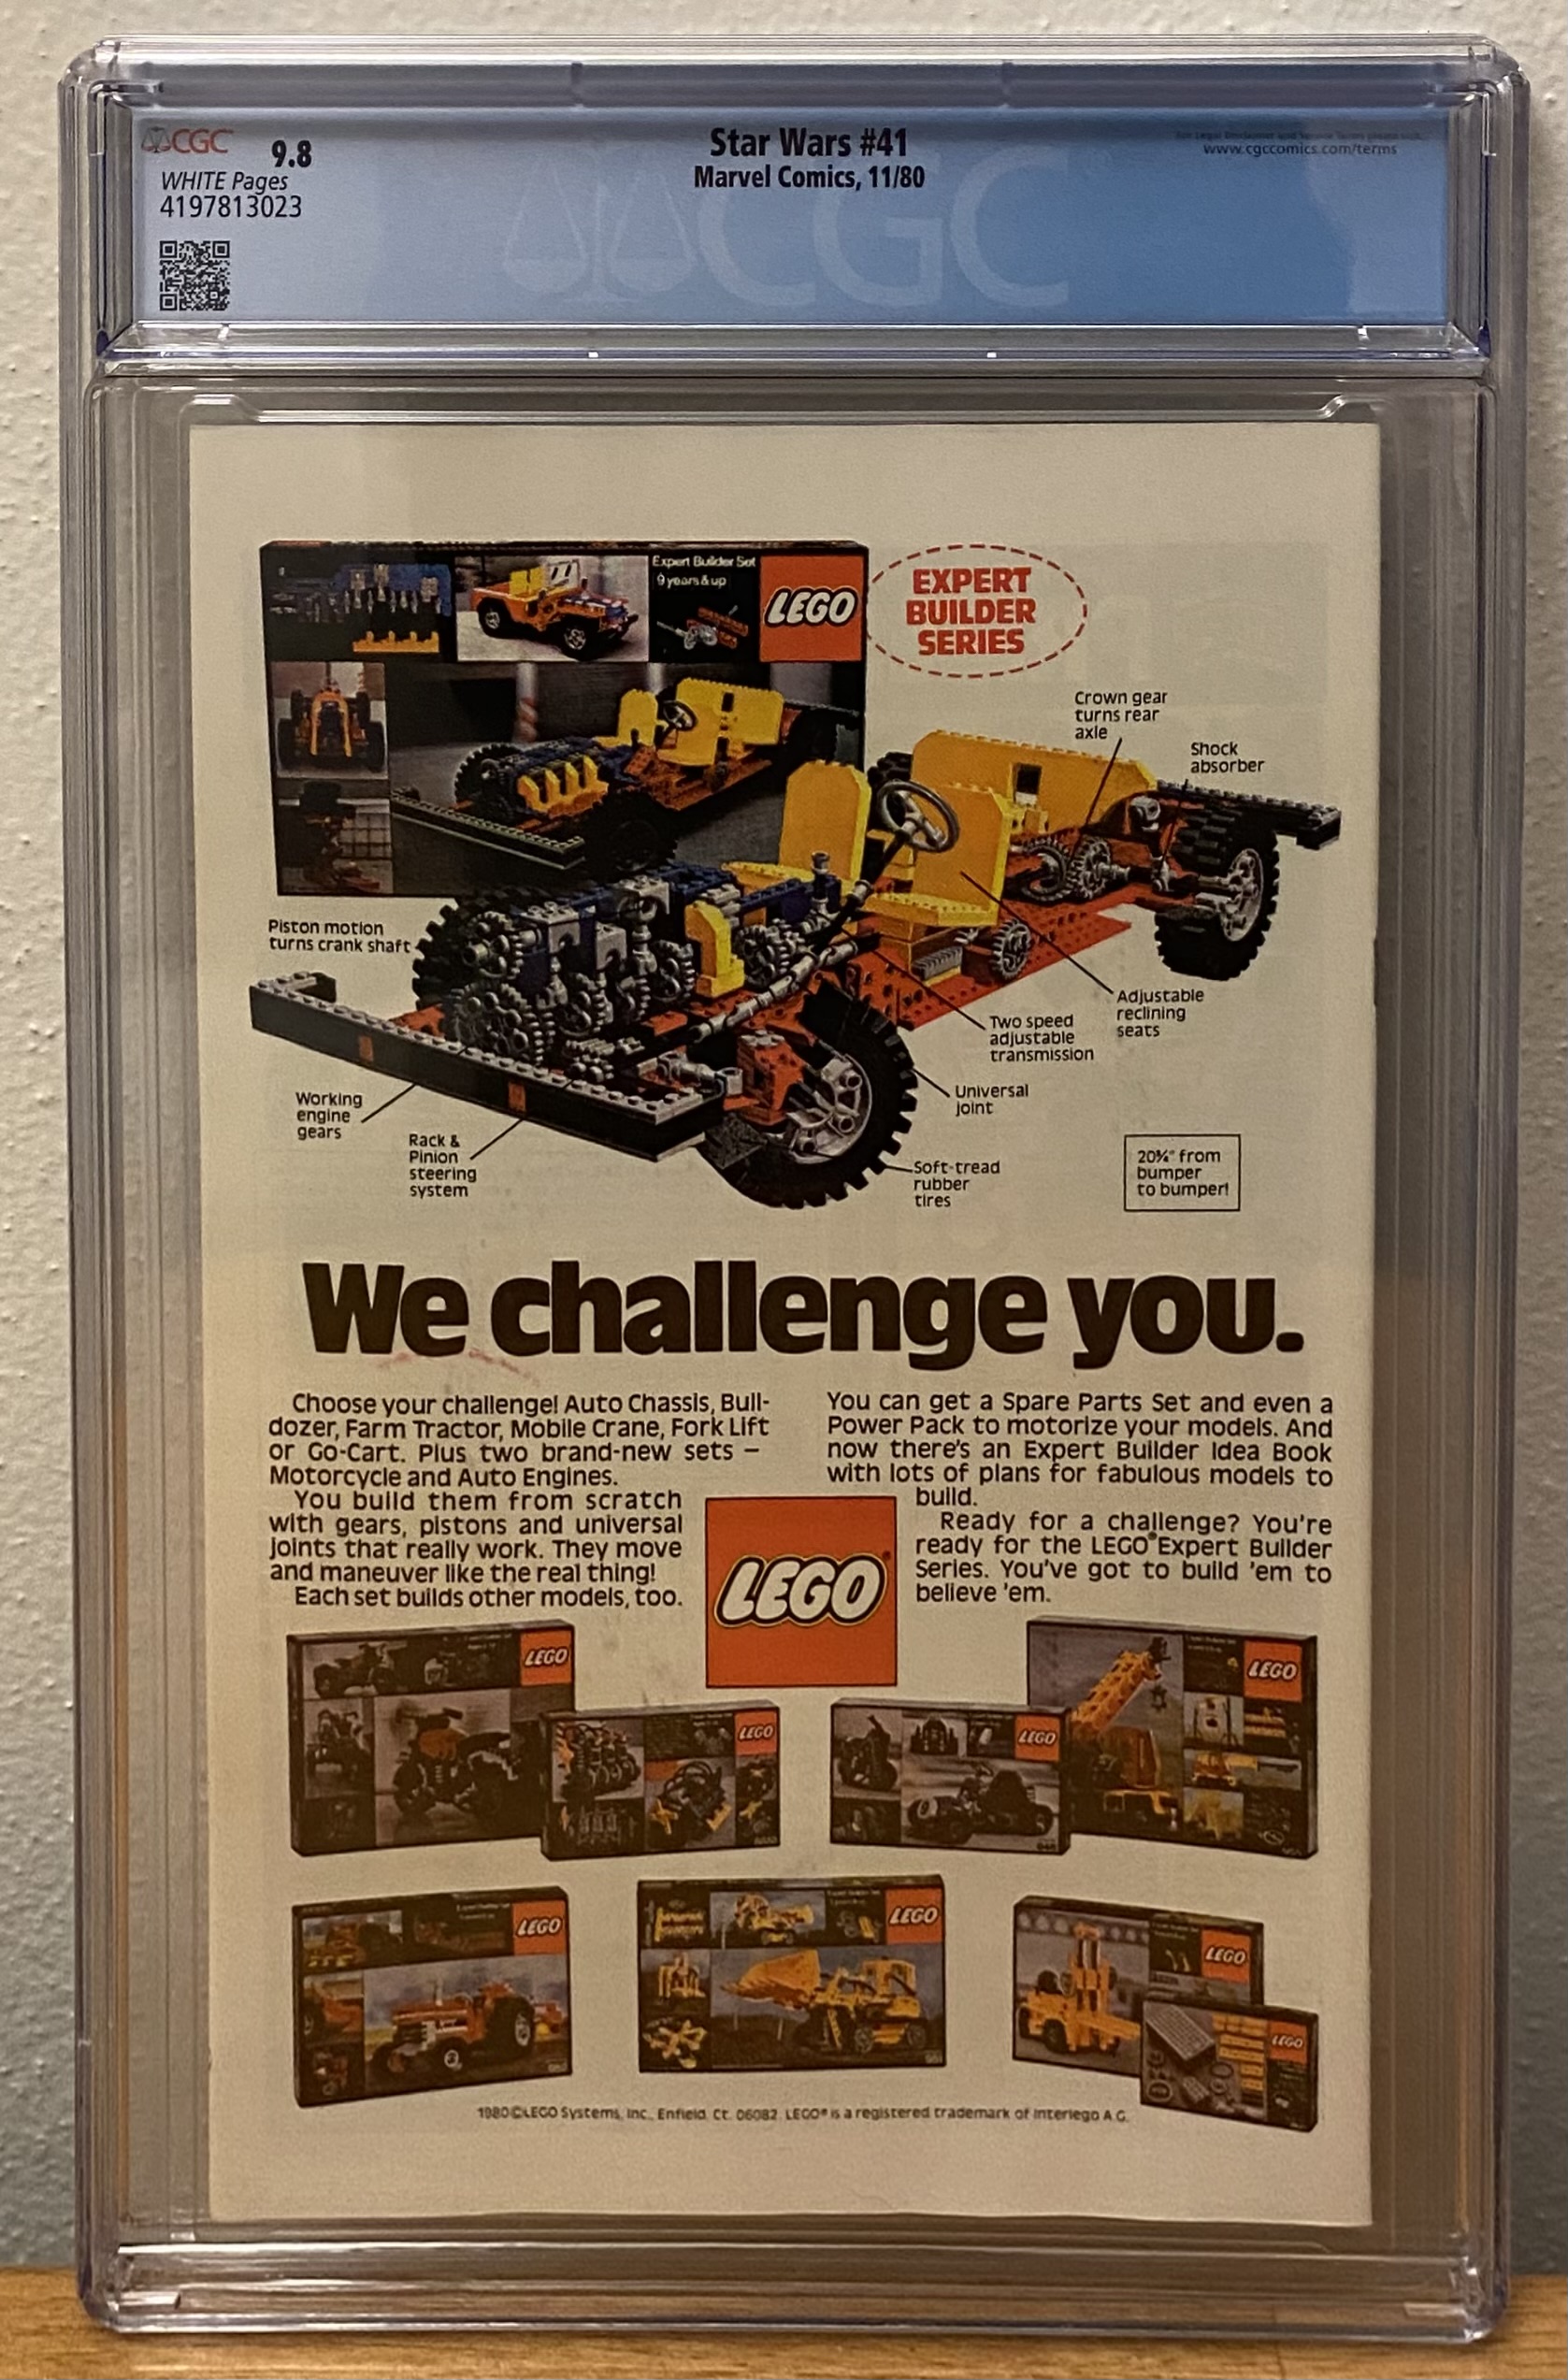 CGC
9.8
WHITE Pages
4197813023
Star Wars #41
Marvel Comics, 11/80
www.cgccomics.com/terms
CGC
Expert Builder Set
9 years & up
LEGO
EXPERT
BUILDER
SERIES
Crown gear
turns rear
axle
Shock
absorber
Piston motion
turns crank shaft
Adjustable
reclining
seats
Two speed
adjustable
transmission
Universal
joint
Working
engine
gears
Rack &
Pinion
steering
system
Soft-tread
rubber
tires
20¾" from
bumper
to bumper!
We challenge you.
Choose your challenge! Auto Chassis, Bull-
dozer, Farm Tractor, Mobile Crane, Fork Lift
or Go-Cart. Plus two brand-new sets –
Motorcycle and Auto Engines.
You build them from scratch
with gears, pistons and universal
joints that really work. They move
and maneuver like the real thing!
Each set builds other models, too.
You can get a Spare Parts Set and even a
Power Pack to motorize your models. And
now there's an Expert Builder Idea Book
with lots of plans for fabulous models to
build.
Ready for a challenge? You're
ready for the LEGO® Expert Builder
Series. You've got to build 'em to
believe 'em.
LEGO®
LEGO
LEGO
LEGO
LEGO
LEGO
LEGO
LEGO
LEGO
1980 © LEGO Systems, Inc., Enfield, Ct. 06082. LEGO® is a registered trademark of Interlego A.G.